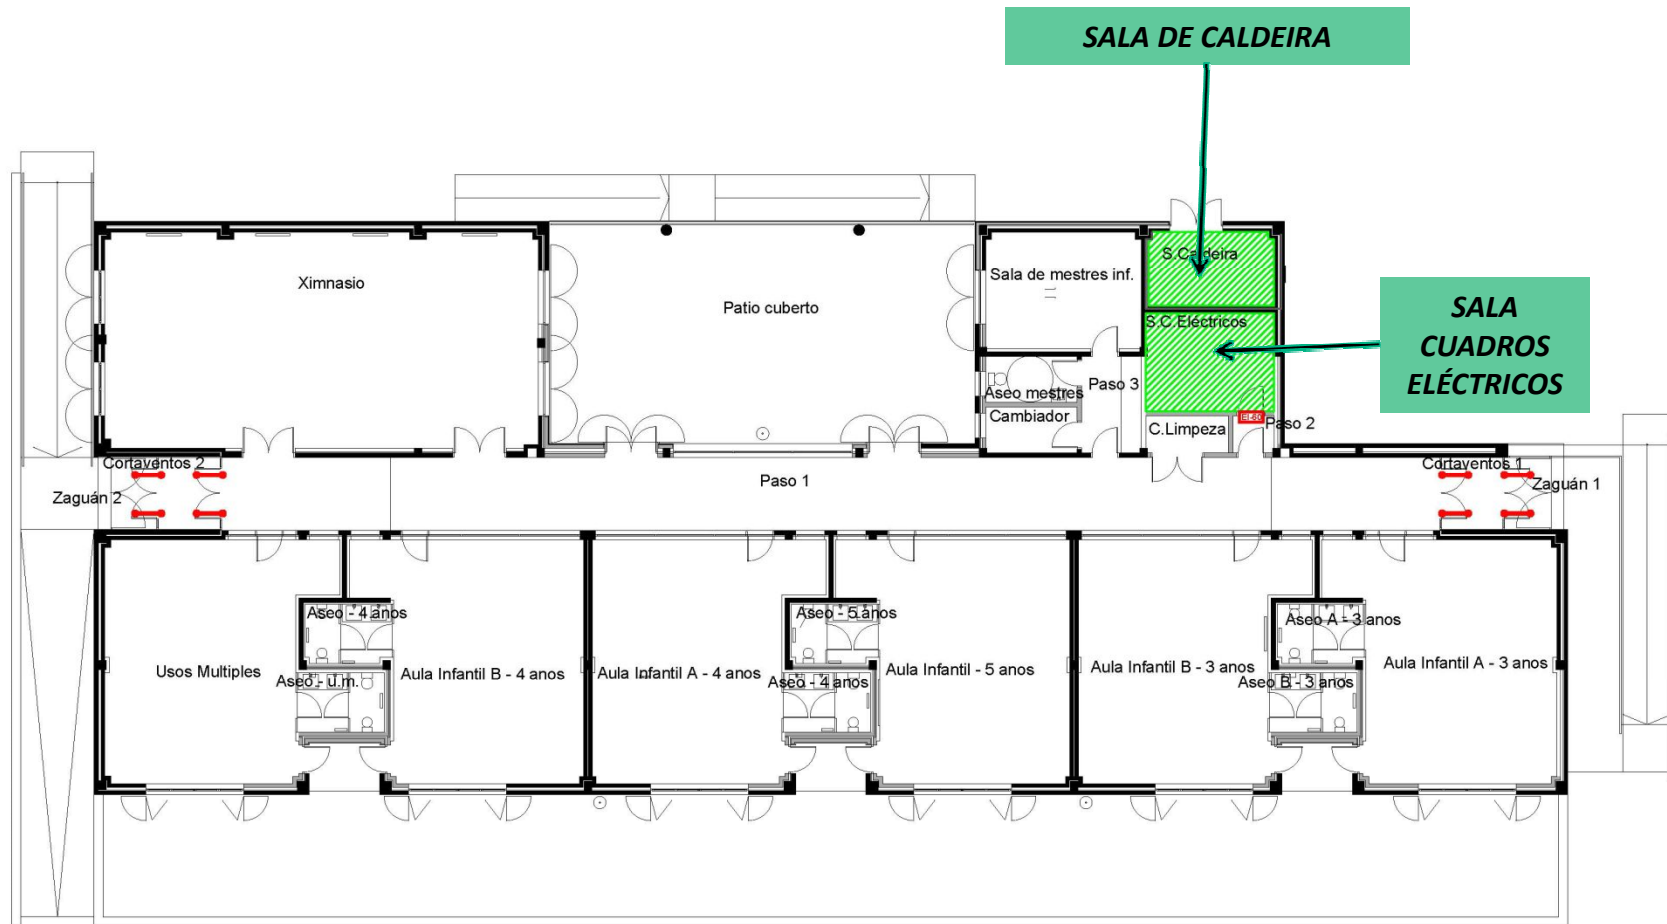 SALA DE CALDEIRA
S.Caldeira
Sala de mestres inf.
Ximnasio
SALA
CUADROS
ELÉCTRICOS
Patio cuberto
S.C.Eléctricos
Paso 3
Aseo mestres
Cambiador
C.Limpeza
Paso 2
Cortaventos 2
Cortaventos 1
Zaguán 2
Paso 1
Zaguán 1
Aseo - 4 anos
Aseo - 5 anos
Aseo A - 3 anos
Usos Multiples
Aula Infantil B - 4 anos
Aula Infantil A - 4 anos
Aula Infantil - 5 anos
Aula Infantil B - 3 anos
Aula Infantil A - 3 anos
Aseo - u.m.
Aseo - 4 anos
Aseo B - 3 anos